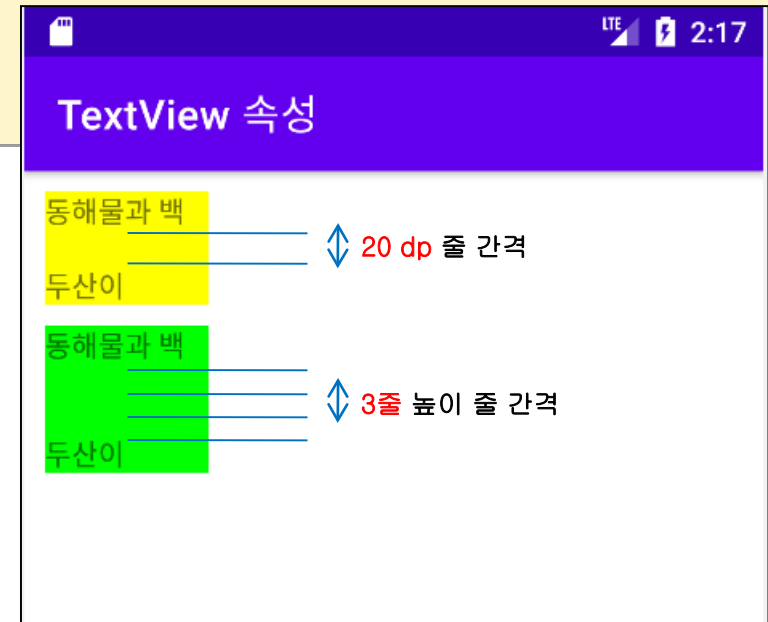 LTE 2:17
TextView 속성
동해물과 백
두산이
20 dp 줄 간격
동해물과 백
두산이
3줄 높이 줄 간격